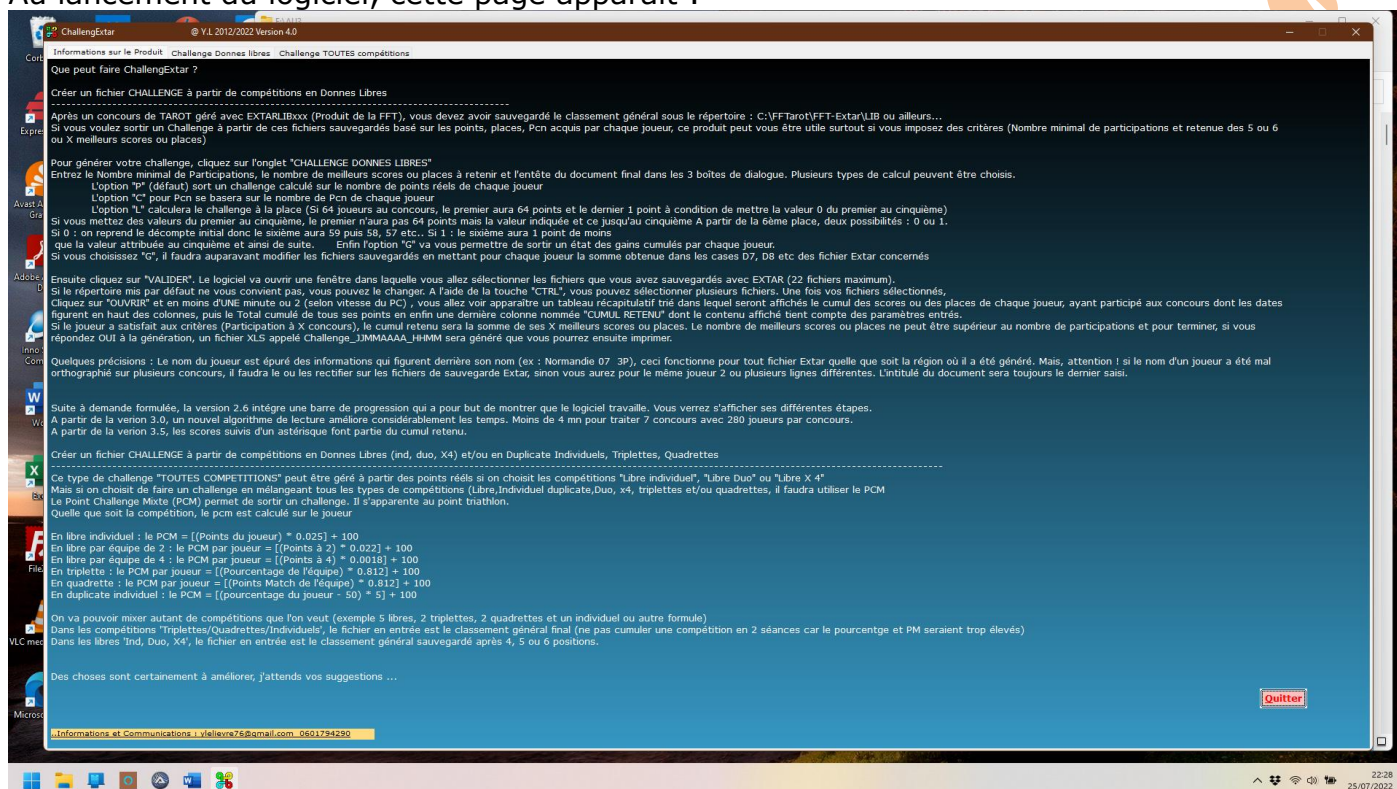 Au lancement du logiciel, cette page apparaît :
ChallengExtar @ Y.L 2012/2022 Version 4.0
Informations sur le Produit Challenge Donnes libres Challenge TOUTES compétitions
Que peut faire ChallengExtar ?
Créer un fichier CHALLENGE à partir de compétitions en Donnes Libres
Après un concours de TAROT géré avec EXTARLIBxxx (Produit de la FFT), vous devez avoir sauvegardé le classement général sous le répertoire : C:\FFTarot\FFT-Extar\LIB ou ailleurs...
Si vous voulez sortir un Challenge à partir de ces fichiers sauvegardés basé sur les points, places, Pcn acquis par chaque joueur, ce produit peut vous être utile surtout si vous imposez des critères (Nombre minimal de participations et retenue des 5 ou 6
ou X meilleurs scores ou places)
Pour générer votre challenge, cliquez sur l'onglet "CHALLENGE DONNES LIBRES"
Entrez le Nombre minimal de Participations, le nombre de meilleurs scores ou places à retenir et l'entête du document final dans les 3 boîtes de dialogue. Plusieurs types de calcul peuvent être choisis.
L'option "P" (défaut) sort un challenge calculé sur le nombre de points réels de chaque joueur
L'option "C" pour Pcn se basera sur le nombre de Pcn de chaque joueur
L'option "L" calculera le challenge à la place (Si 64 joueurs au concours, le premier aura 64 points et le dernier 1 point à condition de mettre la valeur 0 du premier au cinquième)
Si vous mettez des valeurs du premier au cinquième, le premier n'aura pas 64 points mais la valeur indiquée et ce jusqu'au cinquième A partir de la 6ème place, deux possibilités : 0 ou 1.
Si 0 : on reprend le décompte initial donc le sixième aura 59 puis 58, 57 etc.. Si 1 : le sixième aura 1 point de moins
que la valeur attribuée au cinquième et ainsi de suite. Enfin l'option "G" va vous permettre de sortir un état des gains cumulés par chaque joueur.
Si vous choisissez "G", il faudra auparavant modifier les fichiers sauvegardés en mettant pour chaque joueur la somme obtenue dans les cases D7, D8 etc des fichier Extar concernés
Ensuite cliquez sur "VALIDER". Le logiciel va ouvrir une fenêtre dans laquelle vous allez sélectionner les fichiers que vous avez sauvegardés avec EXTAR (22 fichiers maximum).
Si le répertoire mis par défaut ne vous convient pas, vous pouvez le changer. A l'aide de la touche "CTRL", vous pouvez sélectionner plusieurs fichiers. Une fois vos fichiers sélectionnés,
Cliquez sur "OUVRIR" et en moins d'UNE minute ou 2 (selon vitesse du PC) , vous allez voir apparaître un tableau récapitulatif trié dans lequel seront affichés le cumul des scores ou des places de chaque joueur, ayant participé aux concours dont les dates
figurent en haut des colonnes, puis le Total cumulé de tous ses points en enfin une dernière colonne nommée "CUMUL RETENU" dont le contenu affiché tient compte des paramètres entrés.
Si le joueur a satisfait aux critères (Participation à X concours), le cumul retenu sera la somme de ses X meilleurs scores ou places. Le nombre de meilleurs scores ou places ne peut être supérieur au nombre de participations et pour terminer, si vous
répondez OUI à la génération, un fichier XLS appelé Challenge_JJMMAAAA_HHMM sera généré que vous pourrez ensuite imprimer.
Quelques précisions : Le nom du joueur est épuré des informations qui figurent derrière son nom (ex : Normandie 07 3P), ceci fonctionne pour tout fichier Extar quelle que soit la région où il a été généré. Mais, attention ! si le nom d'un joueur a été mal
orthographié sur plusieurs concours, il faudra le ou les rectifier sur les fichiers de sauvegarde Extar, sinon vous aurez pour le même joueur 2 ou plusieurs lignes différentes. L'intitulé du document sera toujours le dernier saisi.
Suite à demande formulée, la version 2.6 intégre une barre de progression qui a pour but de montrer que le logiciel travaille. Vous verrez s'afficher ses différentes étapes.
A partir de la verion 3.0, un nouvel algorithme de lecture améliore considérablement les temps. Moins de 4 mn pour traiter 7 concours avec 280 joueurs par concours.
A partir de la verion 3.5, les scores suivis d'un astérisque font partie du cumul retenu.
Créer un fichier CHALLENGE à partir de compétitions en Donnes Libres (ind, duo, X4) et/ou en Duplicate Individuels, Triplettes, Quadrettes
Ce type de challenge "TOUTES COMPETITIONS" peut être géré à partir des points réels si on choisit les compétitions "Libre individuel", "Libre Duo" ou "Libre X 4"
Mais si on choisit de faire un challenge en mélangeant tous les types de compétitions (Libre,Individuel duplicate,Duo, x4, triplettes et/ou quadrettes, il faudra utiliser le PCM
Le Point Challenge Mixte (PCM) permet de sortir un challenge. Il s'apparente au point triathlon.
Quelle que soit la compétition, le pcm est calculé sur le joueur
En libre individuel : le PCM = [(Points du joueur) * 0.025] + 100
En libre par équipe de 2 : le PCM par joueur = [(Points à 2) * 0.022] + 100
En libre par équipe de 4 : le PCM par joueur = [(Points à 4) * 0.0018] + 100
En triplette : le PCM par joueur = [(Pourcentage de l'équipe) * 0.812] + 100
En quadrette : le PCM par joueur = [(Points Match de l'équipe) * 0.812] + 100
En duplicate individuel : le PCM = [(pourcentage du joueur - 50) * 5] + 100
On va pouvoir mixer autant de compétitions que l'on veut (exemple 5 libres, 2 triplettes, 2 quadrettes et un individuel ou autre formule)
Dans les compétitions 'Triplettes/Quadrettes/Individuels', le fichier en entrée est le classement général final (ne pas cumuler une compétition en 2 séances car le pourcentge et PM seraient trop élevés)
Dans les libres 'Ind, Duo, X4', le fichier en entrée est le classement général sauvegardé après 4, 5 ou 6 positions.
Des choses sont certainement à améliorer, j'attends vos suggestions ...
Quitter
..Informations et Communications : ylelievre76@gmail.com 0601794290
22:28
25/07/2022